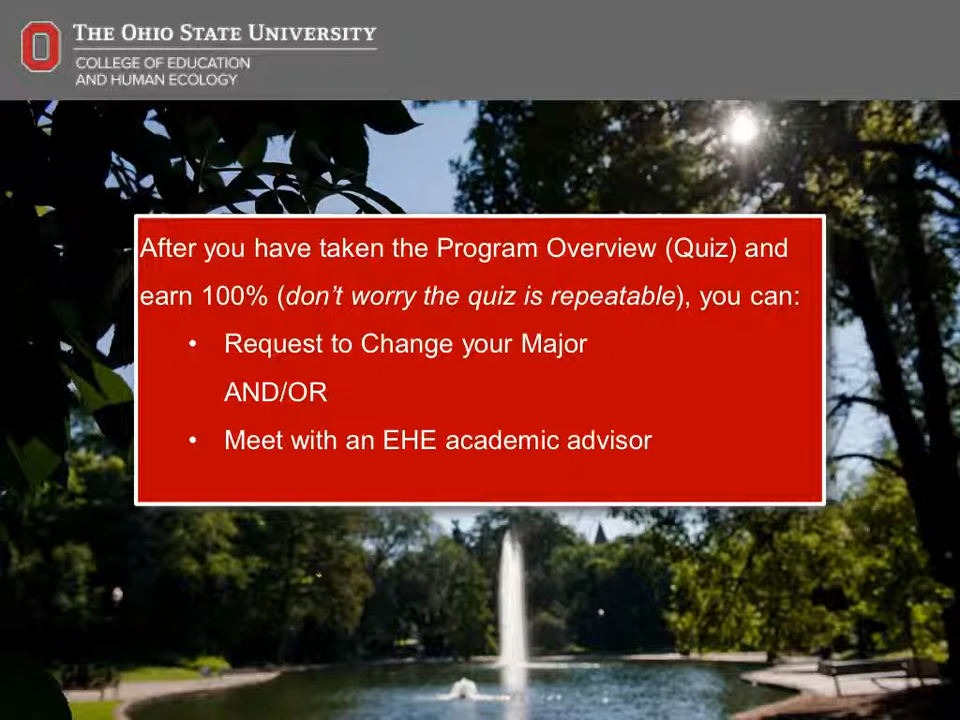 THE OHIO STATE UNIVERSITY
COLLEGE OF EDUCATION
AND HUMAN ECOLOGY
After you have taken the Program Overview (Quiz) and
earn 100% (don’t worry the quiz is repeatable), you can:
• Request to Change your Major
AND/OR
• Meet with an EHE academic advisor